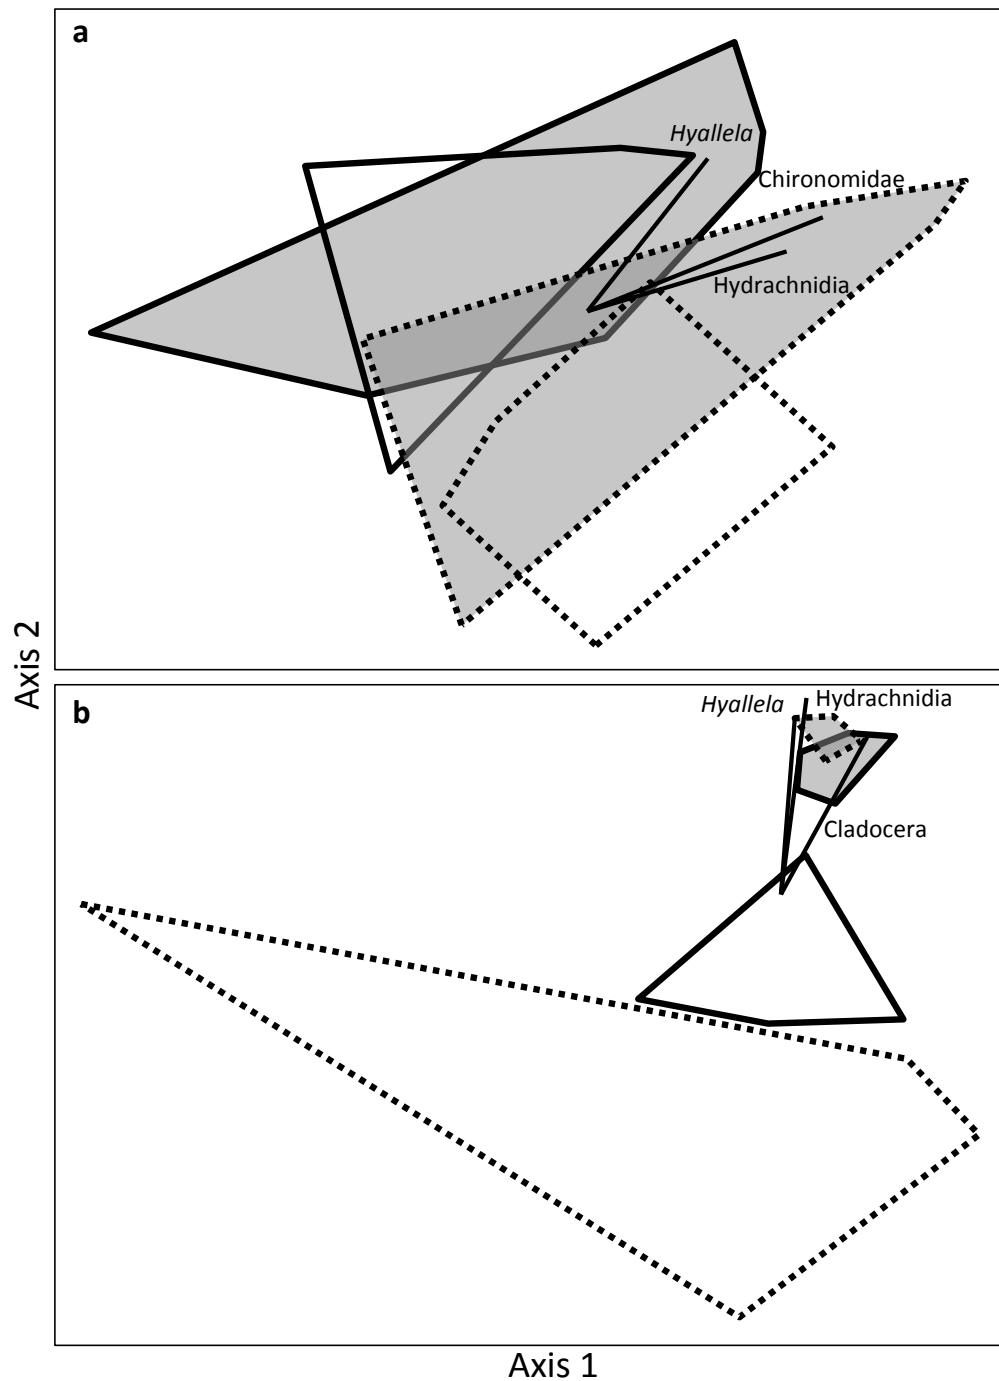 a
Hyallela
Chironomidae
Hydrachnidia
Axis 2
b
Hyallela
Hydrachnidia
Cladocera
Axis 1